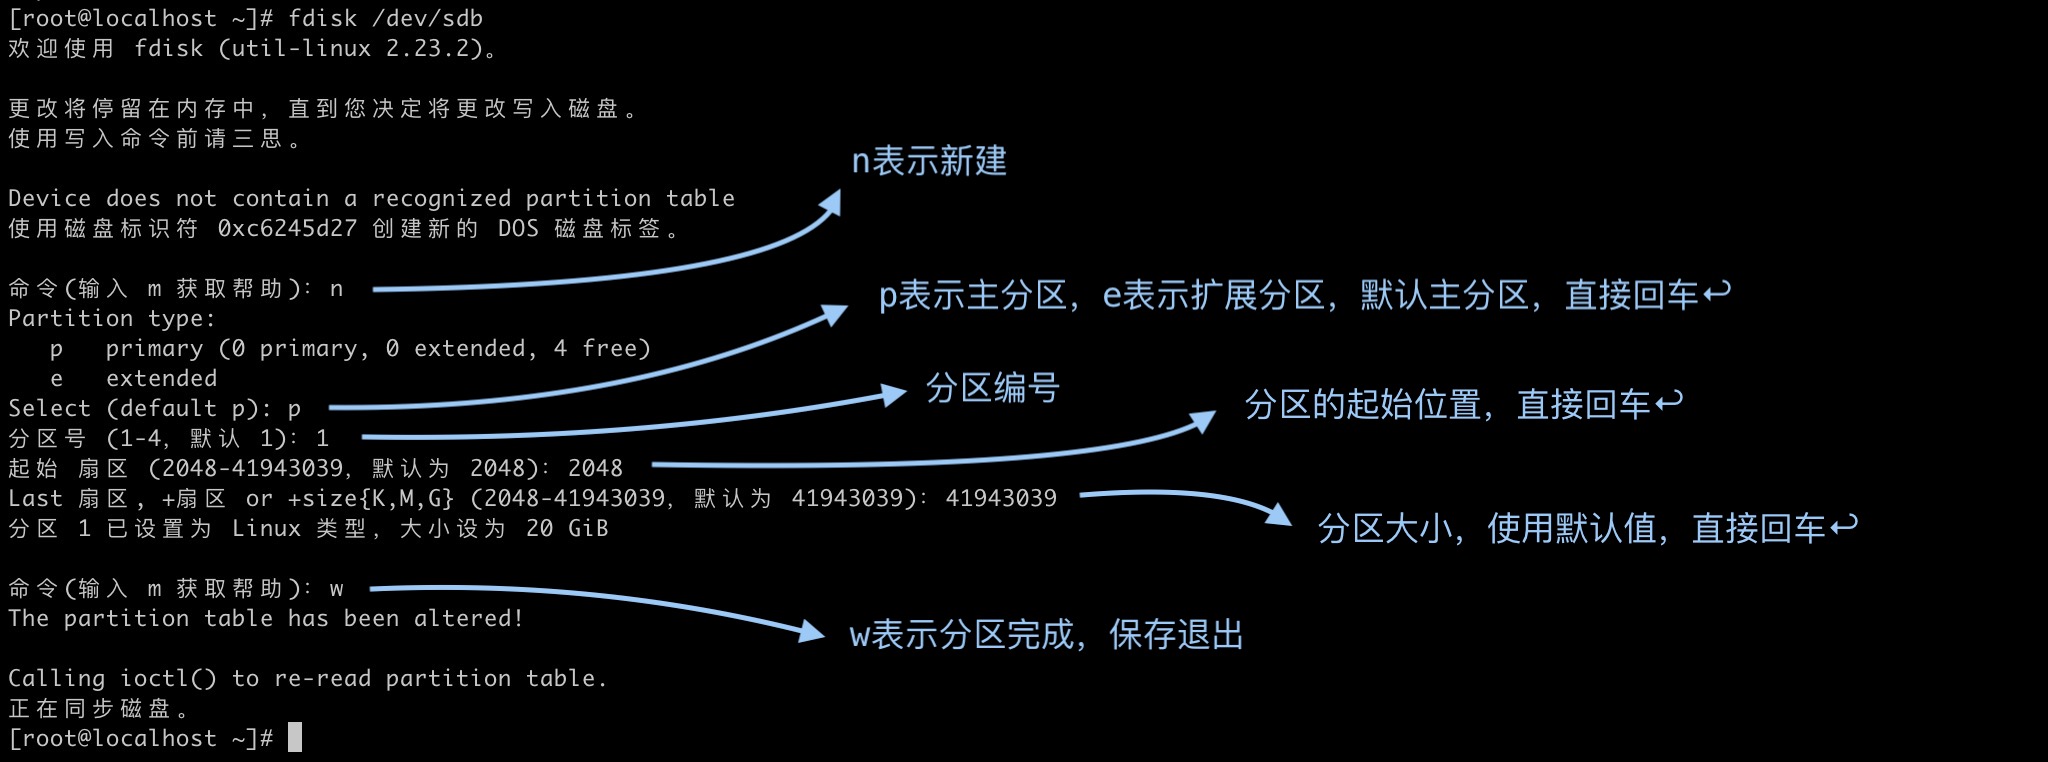 [root@localhost ~]# fdisk /dev/sdb
欢迎使用 fdisk (util-linux 2.23.2)。
更改将停留在内存中，直到您决定将更改写入磁盘。
使用写入命令前请三思。
n表示新建
Device does not contain a recognized partition table
使用磁盘标识符 0xc6245d27 创建新的 DOS 磁盘标签。
命令(输入 m 获取帮助)：n
p表示主分区，e表示扩展分区，默认主分区，直接回车↩
Partition type:
   p   primary (0 primary, 0 extended, 4 free)
   e   extended
分区编号
Select (default p): p
分区的起始位置，直接回车↩
分区号 (1-4，默认 1)：1
起始 扇区 (2048-41943039，默认为 2048)：2048
Last 扇区, +扇区 or +size{K,M,G} (2048-41943039，默认为 41943039)：41943039
分区 1 已设置为 Linux 类型，大小设为 20 GiB
分区大小，使用默认值，直接回车↩
命令(输入 m 获取帮助)：w
The partition table has been altered!
w表示分区完成，保存退出
Calling ioctl() to re-read partition table.
正在同步磁盘。
[root@localhost ~]#